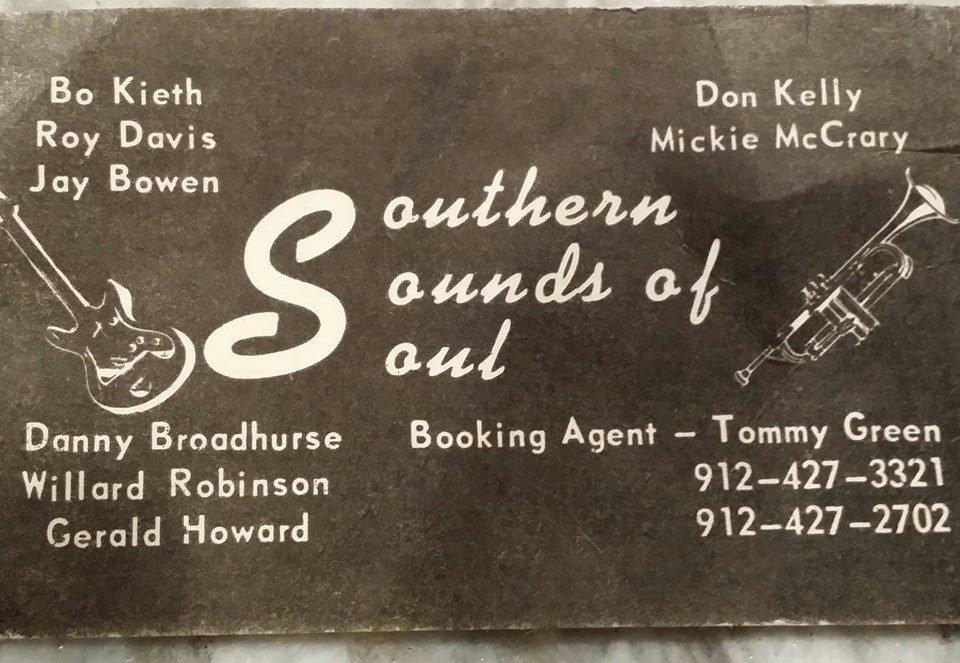 Bo Kieth
Roy Davis
Jay Bowen
Don Kelly
Mickie McCrary
Southern
Sounds of
Soul
Danny Broadhurse
Willard Robinson
Gerald Howard
Booking Agent – Tommy Green
912–427–3321
912–427–2702